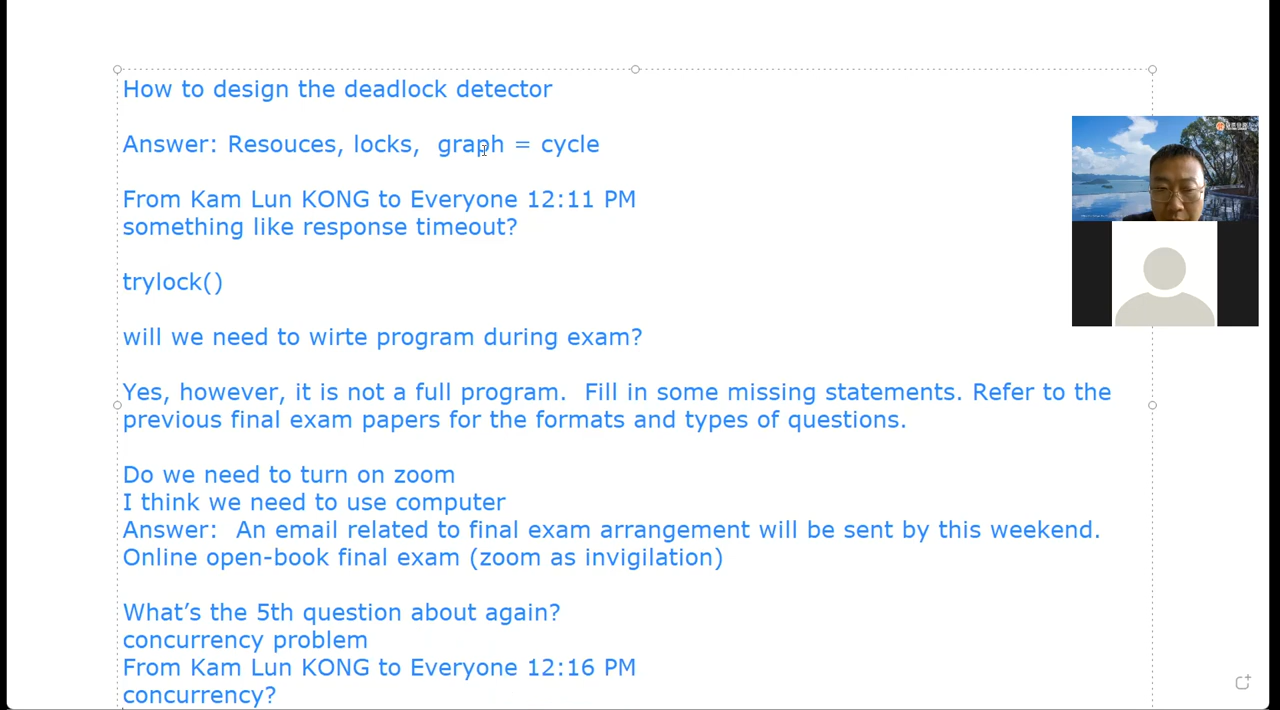 How to design the deadlock detector
Answer: Resouces, locks,  graph = cycle
From Kam Lun KONG to Everyone 12:11 PM
something like response timeout?
trylock()
will we need to wirte program during exam?
Yes, however, it is not a full program.  Fill in some missing statements. Refer to the
previous final exam papers for the formats and types of questions.
Do we need to turn on zoom
I think we need to use computer
Answer:  An email related to final exam arrangement will be sent by this weekend.
Online open-book final exam (zoom as invigilation)
What’s the 5th question about again?
concurrency problem
From Kam Lun KONG to Everyone 12:16 PM
concurrency?